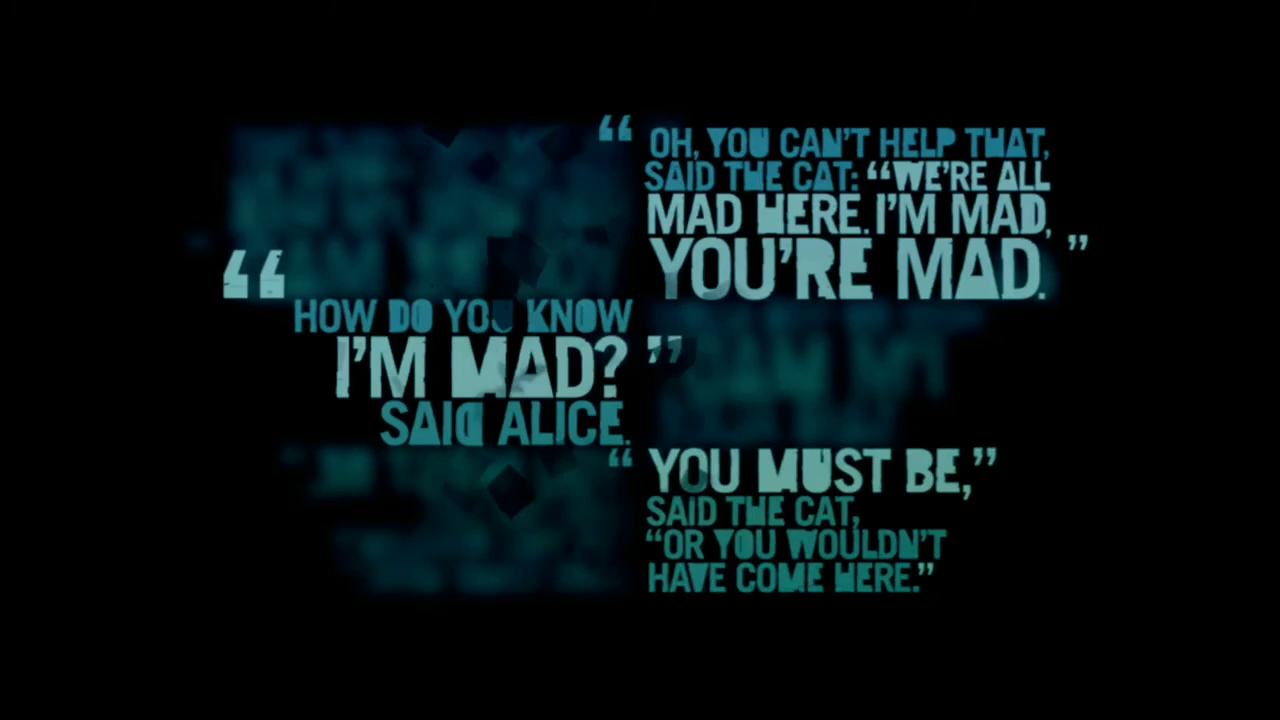 “OH, YOU CAN’T HELP THAT,
SAID THE CAT: “WE’RE ALL
MAD HERE. I’M MAD,
YOU’RE MAD. ”
“HOW DO YOU KNOW
I’M MAD? ”
SAID ALICE.
“YOU MUST BE,”
SAID THE CAT,
“OR YOU WOULDN’T
HAVE COME HERE.”